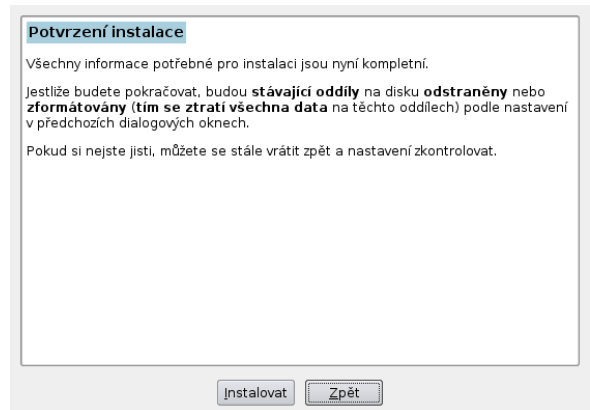 Potvrzení instalace
Všechny informace potřebné pro instalaci jsou nyní kompletní.
Jestliže budete pokračovat, budou stávající oddíly na disku odstraněny nebo
zformátovány (tím se ztratí všechna data na těchto oddílech) podle nastavení
v předchozích dialogových oknech.
Pokud si nejste jisti, můžete se stále vrátit zpět a nastavení zkontrolovat.
Instalovat
Zpět